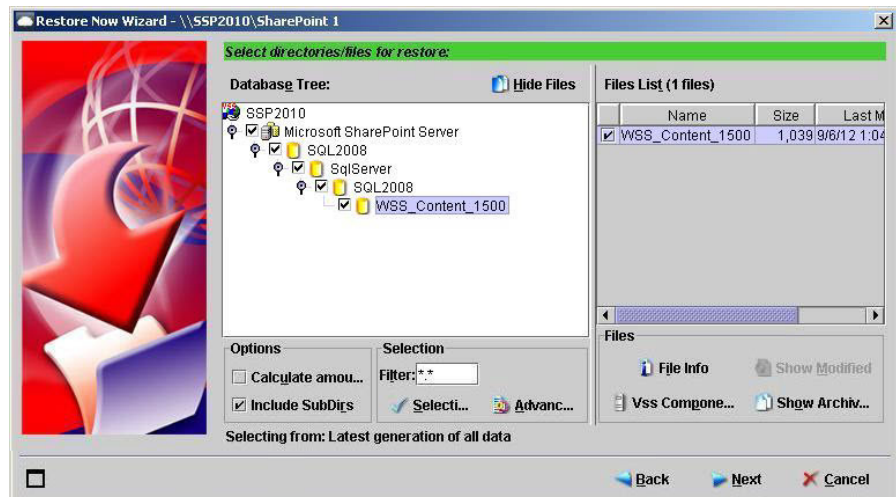 Restore Now Wizard - \\SSP2010\SharePoint 1
Select directories/files for restore:
Database Tree:
Hide Files
SSP2010
Microsoft SharePoint Server
SQL2008
SqlServer
SQL2008
WSS_Content_1500
Files List (1 files)
Name Size Last M
WSS_Content_1500 1,039 9/6/12 1:04
Options
Calculate amou...
Include SubDirs
Selection
Filter: *.*
Selecti... Advanc...
Files
File Info Show Modified
Vss Compone... Show Archiv...
Selecting from: Latest generation of all data
Back Next Cancel